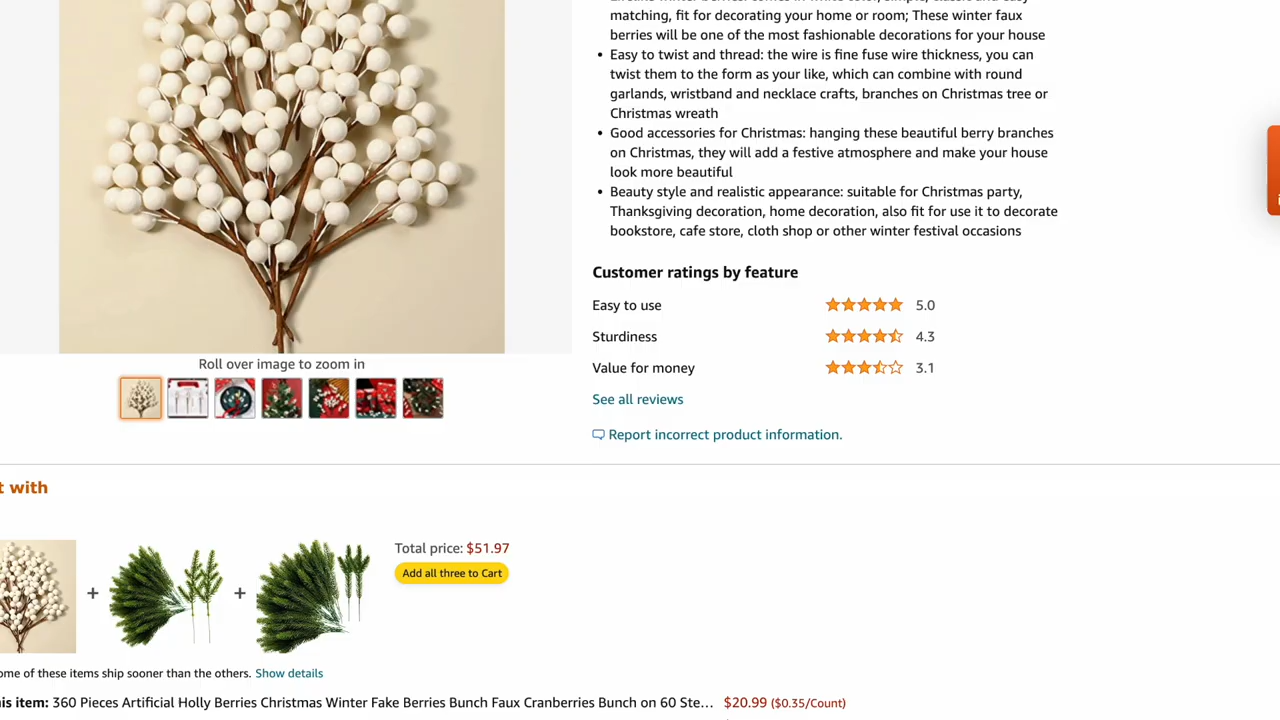 matching, fit for decorating your home or room; These winter faux
berries will be one of the most fashionable decorations for your house
• Easy to twist and thread: the wire is fine fuse wire thickness, you can
twist them to the form as your like, which can combine with round
garlands, wristband and necklace crafts, branches on Christmas tree or
Christmas wreath
• Good accessories for Christmas: hanging these beautiful berry branches
on Christmas, they will add a festive atmosphere and make your house
look more beautiful
• Beauty style and realistic appearance: suitable for Christmas party,
Thanksgiving decoration, home decoration, also fit for use it to decorate
bookstore, cafe store, cloth shop or other winter festival occasions
Customer ratings by feature
Easy to use 5.0
Sturdiness 4.3
Value for money 3.1
See all reviews
Report incorrect product information.
Roll over image to zoom in
t with
+ +
Total price: $51.97
Add all three to Cart
ome of these items ship sooner than the others. Show details
is item: 360 Pieces Artificial Holly Berries Christmas Winter Fake Berries Bunch Faux Cranberries Bunch on 60 Ste… $20.99 ($0.35/Count)